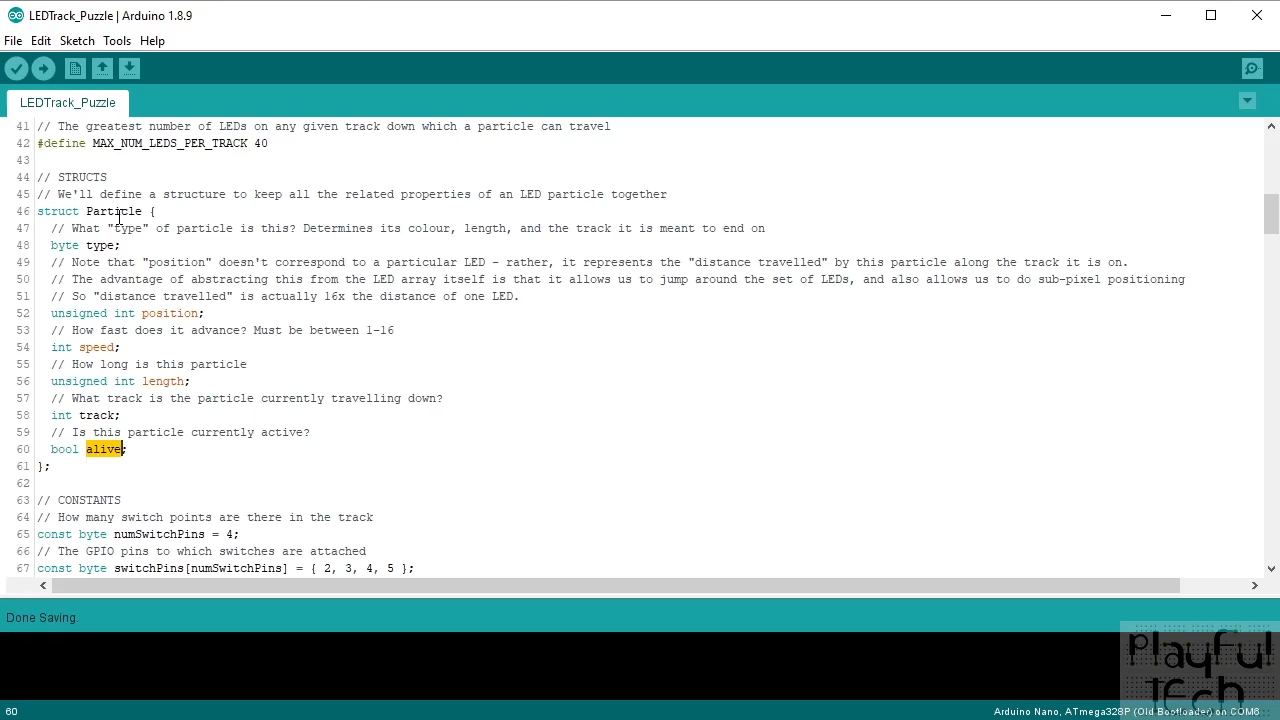 LEDTrack_Puzzle | Arduino 1.8.9
File Edit Sketch Tools Help
LEDTrack_Puzzle
41 // The greatest number of LEDs on any given track down which a particle can travel
42 #define MAX_NUM_LEDS_PER_TRACK 40
43
44 // STRUCTS
45 // We'll define a structure to keep all the related properties of an LED particle together
46 struct Particle {
47 // What "type" of particle is this? Determines its colour, length, and the track it is meant to end on
48 byte type;
49 // Note that "position" doesn't correspond to a particular LED - rather, it represents the "distance travelled" by this particle along the track it is on.
50 // The advantage of abstracting this from the LED array itself is that it allows us to jump around the set of LEDs, and also allows us to do sub-pixel positioning
51 // So "distance travelled" is actually 16x the distance of one LED.
52 unsigned int position;
53 // How fast does it advance? Must be between 1-16
54 int speed;
55 // How long is this particle
56 unsigned int length;
57 // What track is the particle currently travelling down?
58 int track;
59 // Is this particle currently active?
60 bool alive;
61 };
62
63 // CONSTANTS
64 // How many switch points are there in the track
65 const byte numSwitchPins = 4;
66 // The GPIO pins to which switches are attached
67 const byte switchPins[numSwitchPins] = { 2, 3, 4, 5 };
Done Saving.
Playful
Tech
60
Arduino Nano, ATmega328P (Old Bootloader) on COM6